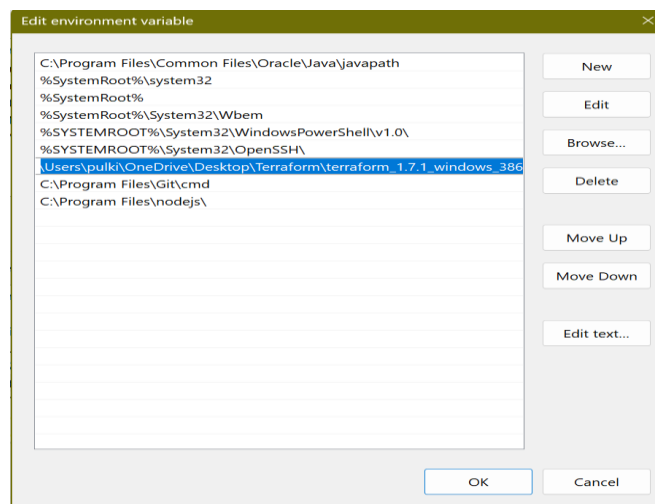 Edit environment variable
C:\Program Files\Common Files\Oracle\Java\javapath
%SystemRoot%\system32
%SystemRoot%
%SystemRoot%\System32\Wbem
%SYSTEMROOT%\System32\WindowsPowerShell\v1.0\
%SYSTEMROOT%\System32\OpenSSH\
\Users\pulki\OneDrive\Desktop\Terraform\terraform_1.7.1_windows_386
C:\Program Files\Git\cmd
C:\Program Files\nodejs\
New
Edit
Browse...
Delete
Move Up
Move Down
Edit text...
OK
Cancel